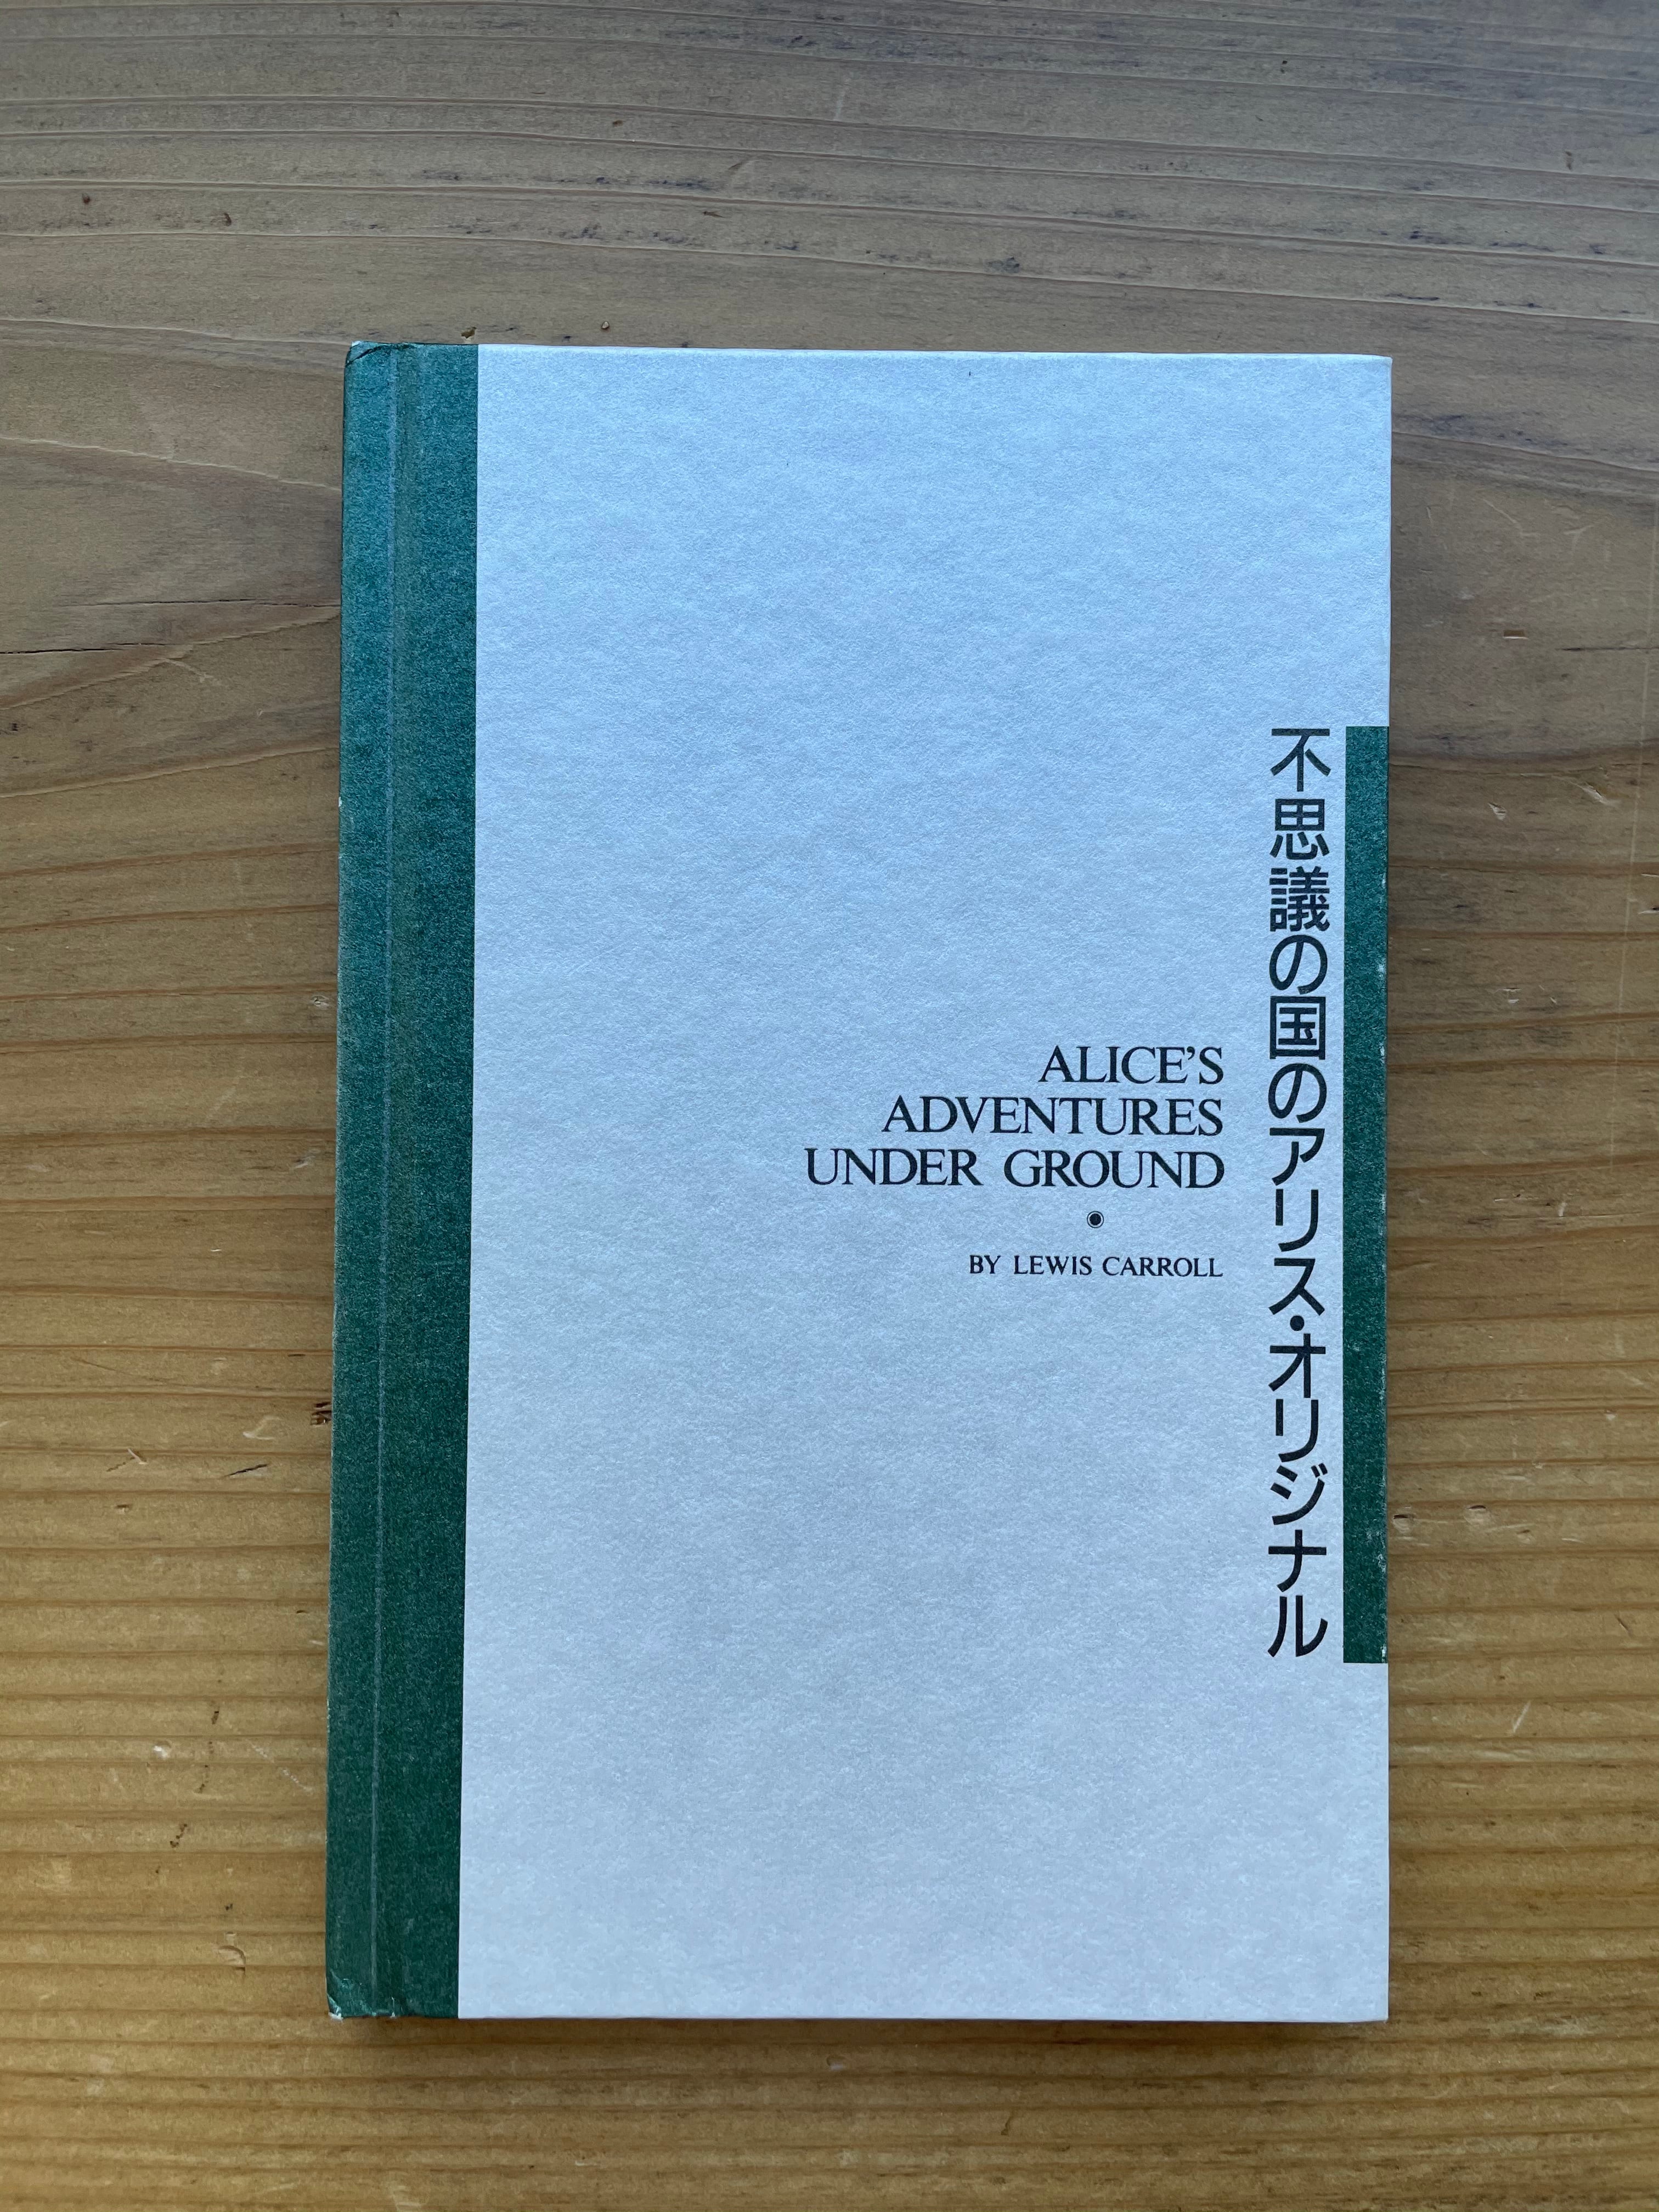 不思議の国のアリス・オリジナル
ALICE'S
ADVENTURES
UNDER GROUND
BY LEWIS CARROLL